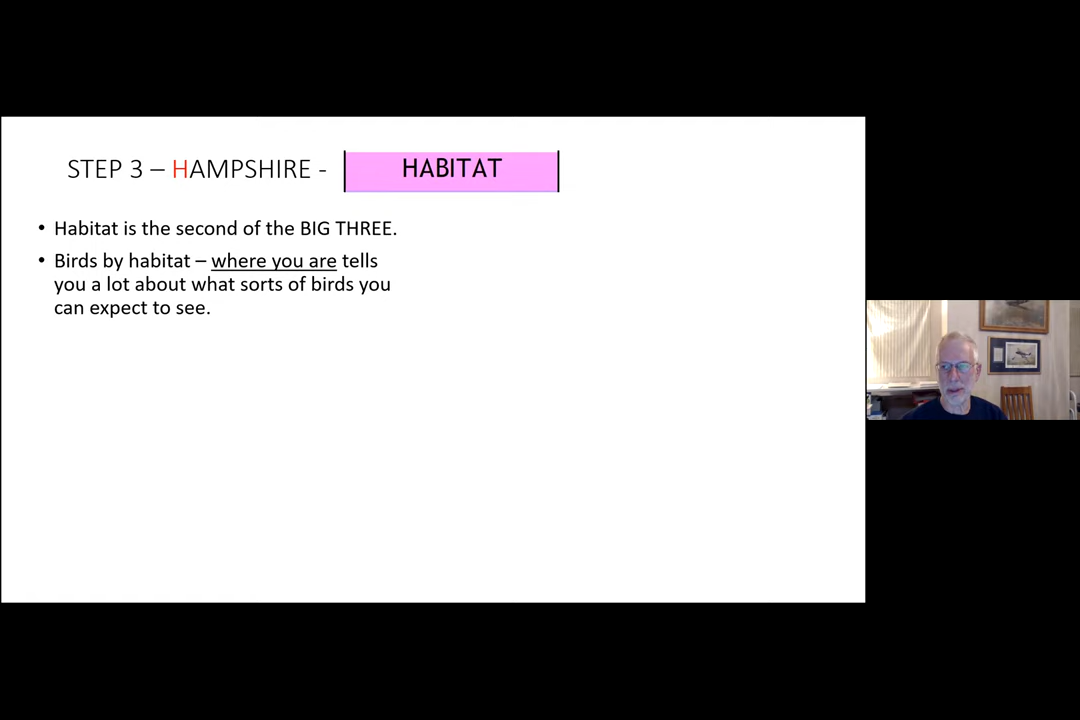 STEP 3 – HAMPSHIRE - HABITAT
• Habitat is the second of the BIG THREE.
• Birds by habitat – where you are tells
you a lot about what sorts of birds you
can expect to see.